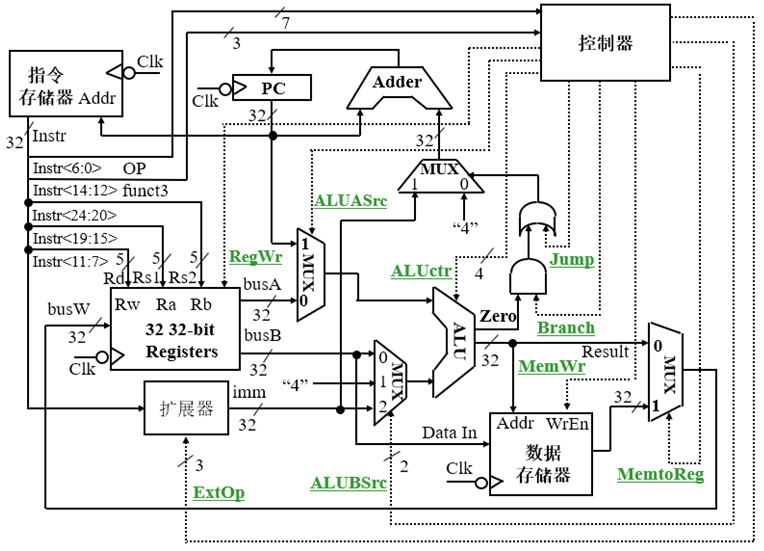 7
控制器
3
指令
存储器 Addr
Clk
Clk
PC
Adder
32
32
Instr
32
Instr<6:0> OP
Instr<14:12> funct3
MUX
1 0
Instr<24:20>
ALUASrc
“4”
Instr<19:15>
5 5 5
RegWr
1
MUX
0
ALUctr
4
Jump
Instr<11:7>
Rd Rs1 Rs2
busW
32
Rw Ra Rb
busA
32
32 32-bit
Registers
busB
32
Clk
Zero
Branch
ALU
32
MemWr
Result
0
MUX
1
0
“4”
1
MUX
2
扩展器
imm
32
32
Data In
Addr WrEn
数据
存储器
Clk
3
ExtOp
2
ALUBSrc
MemtoReg